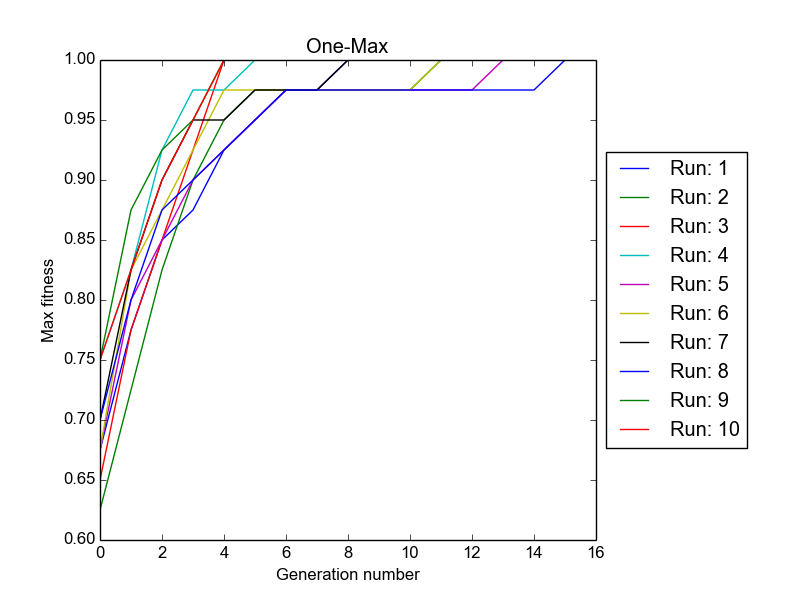 One-Max
1.00
0.95
0.90
0.85
0.80
0.75
0.70
0.65
0.60
Max fitness
0 2 4 6 8 10 12 14 16
Generation number
Run: 1
Run: 2
Run: 3
Run: 4
Run: 5
Run: 6
Run: 7
Run: 8
Run: 9
Run: 10